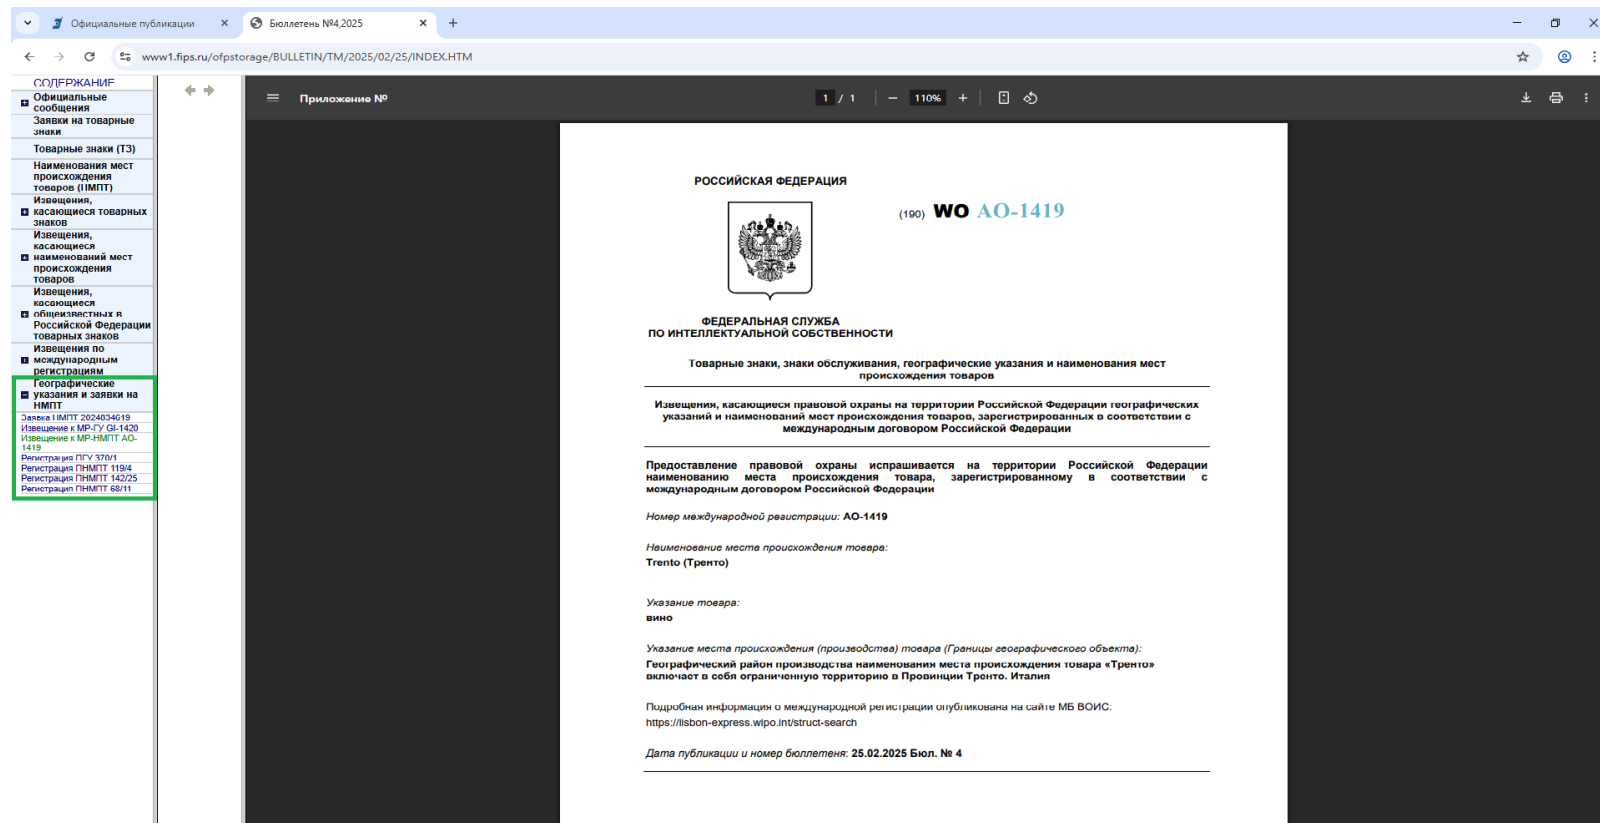 Официальные публикации
Бюллетень №4,2025
www1.fips.ru/ofpstorage/BULLETIN/TM/2025/02/25/INDEX.HTM
СОДЕРЖАНИЕ
Официальные
сообщения
Заявки на товарные
знаки
Товарные знаки (ТЗ)
Наименования мест
происхождения
товаров (НМПТ)
Извещения,
касающиеся товарных
знаков
Извещения,
касающиеся
наименований мест
происхождения
товаров
Извещения,
касающиеся
общеизвестных в
Российской Федерации
товарных знаков
Извещения по
международным
регистрациям
Географические
указания и заявки на
НМПТ
Заявка НМПТ 2024834619
Извещение к МР-ГУ GI-1420
Извещение к МР-НМПТ АО-
1419
Регистрация ПГУ 370/1
Регистрация ПНМПТ 119/4
Регистрация ПНМПТ 142/25
Регистрация ПНМПТ 68/11
Приложение №
1 / 1
110%
РОССИЙСКАЯ ФЕДЕРАЦИЯ
(190) WO АО-1419
ФЕДЕРАЛЬНАЯ СЛУЖБА
ПО ИНТЕЛЛЕКТУАЛЬНОЙ СОБСТВЕННОСТИ
Товарные знаки, знаки обслуживания, географические указания и наименования мест
происхождения товаров
Извещения, касающиеся правовой охраны на территории Российской Федерации географических
указаний и наименований мест происхождения товаров, зарегистрированных в соответствии с
международным договором Российской Федерации
Предоставление правовой охраны испрашивается на территории Российской Федерации
наименованию места происхождения товара, зарегистрированному в соответствии с
международным договором Российской Федерации
Номер международной регистрации: АО-1419
Наименование места происхождения товара:
Trento (Тренто)
Указание товара:
вино
Указание места происхождения (производства) товара (Границы географического объекта):
Географический район производства наименования места происхождения товара «Тренто»
включает в себя ограниченную территорию в Провинции Тренто. Италия
Подробная информация о международной регистрации опубликована на сайте МБ ВОИС:
https://lisbon-express.wipo.int/struct-search
Дата публикации и номер бюллетеня: 25.02.2025 Бюл. № 4